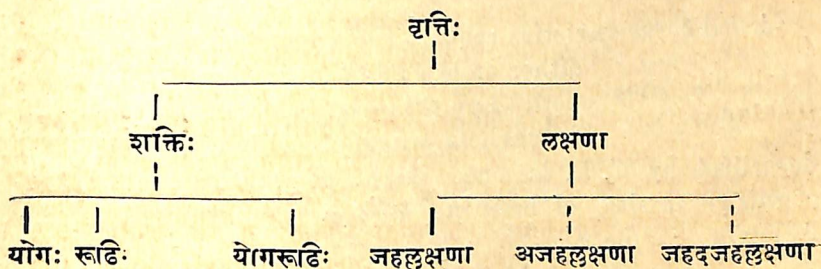 वृत्तिः
शक्तिः लक्षणा
योगः रूढिः योगरूढिः जहल्लक्षणा अजहल्लक्षणा जहदजहल्लक्षणा